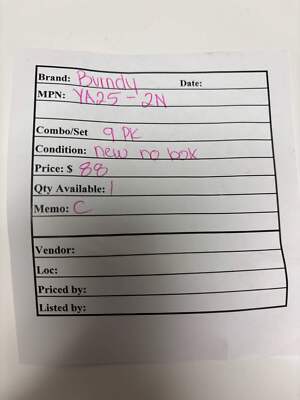 Brand: Burndy Date:
MPN: YA25-2N
Combo/Set 9 PK
Condition: new no box
Price: $ 88
Qty Available: 1
Memo: C
Vendor:
Loc:
Priced by:
Listed by: